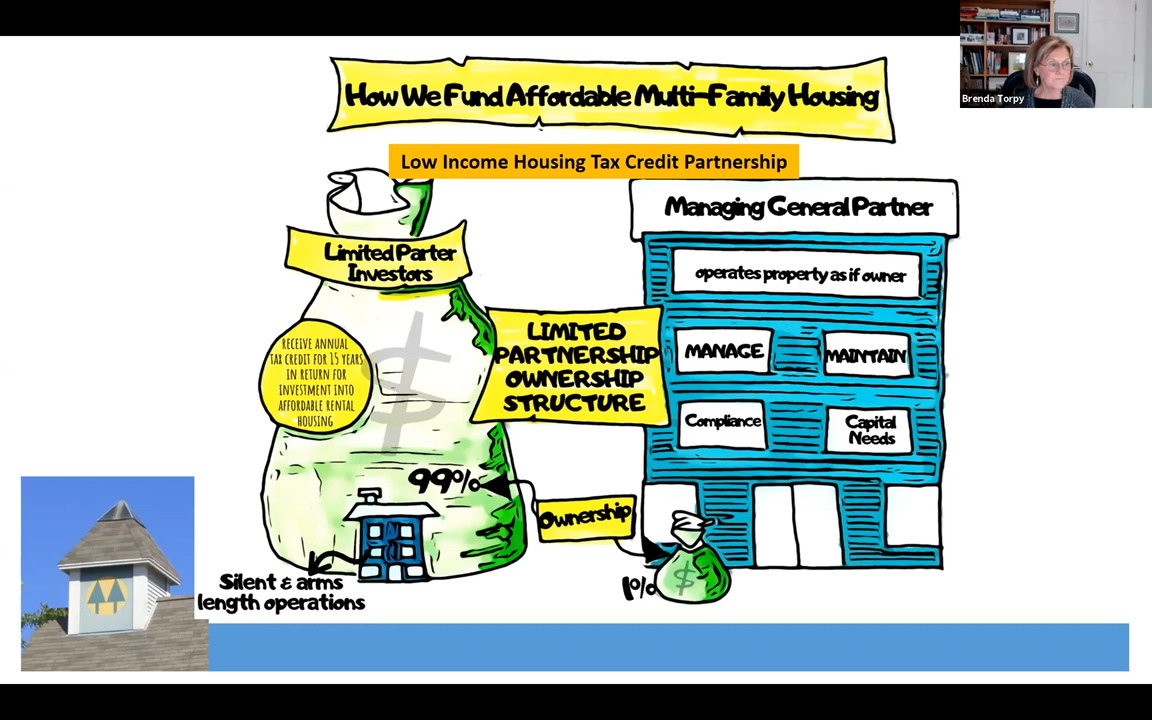 Brenda Torpy
How We Fund Affordable Multi-Family Housing
Low Income Housing Tax Credit Partnership
Limited Parter
Investors
RECEIVE ANNUAL
TAX CREDIT FOR 15 YEARS
IN RETURN FOR
INVESTMENT INTO
AFFORDABLE RENTAL
HOUSING
$
LIMITED
PARTNERSHIP
OWNERSHIP
STRUCTURE
Managing General Partner
operates property as if owner
MANAGE
MAINTAIN
Compliance
Capital
Needs
99%
Ownership
1%
$
Silent & arms
length operations